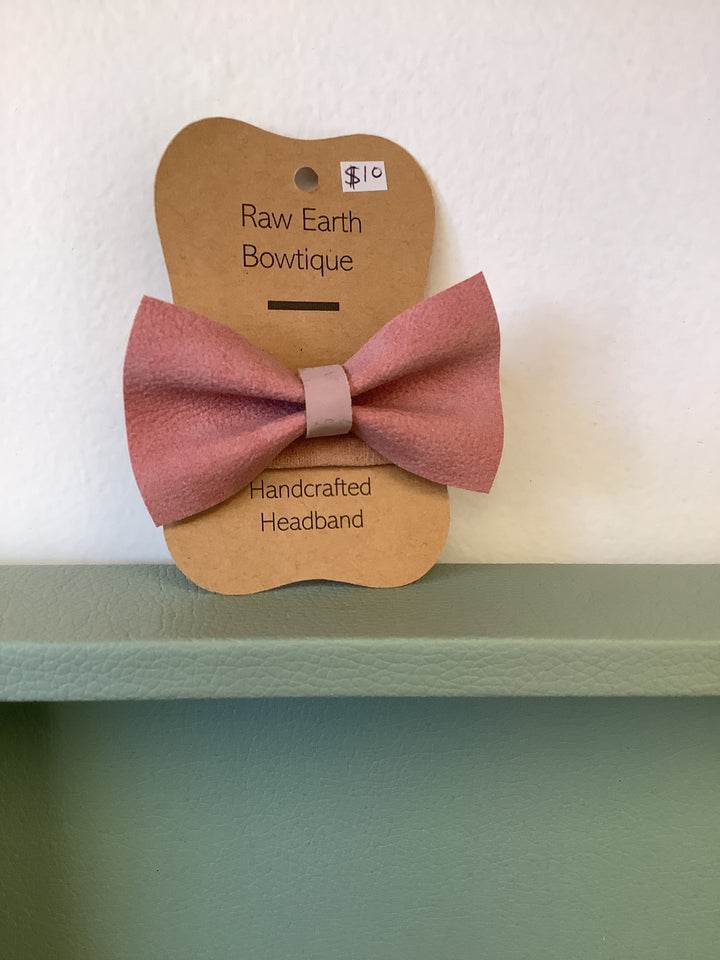 $10
Raw Earth
Bowtique
Handcrafted
Headband